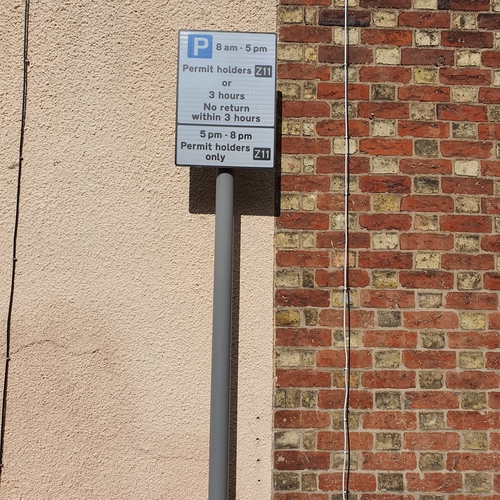 P 8 am - 5 pm
Permit holders Z11
or
3 hours
No return
within 3 hours
5 pm - 8 pm
Permit holders
only Z11